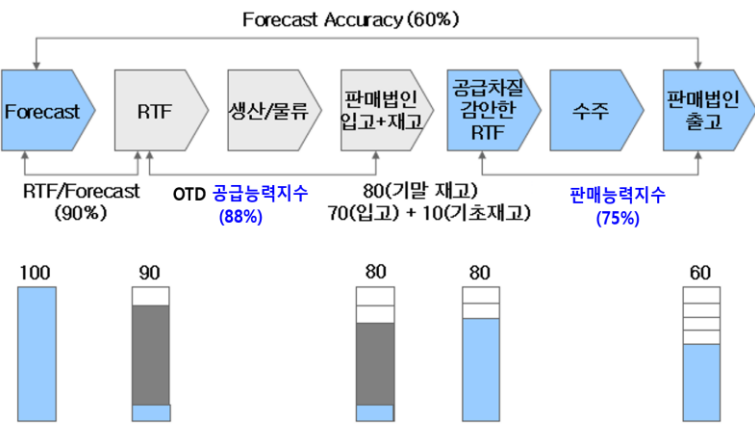 Forecast Accuracy (60%)
Forecast
RTF
생산/물류
판매법인
입고+재고
공급차질
감안한
RTF
수주
판매법인
출고
RTF/Forecast
(90%)
OTD 공급능력지수
(88%)
80(기말 재고)
70(입고) + 10(기초재고)
판매능력지수
(75%)
100
90
80
80
60